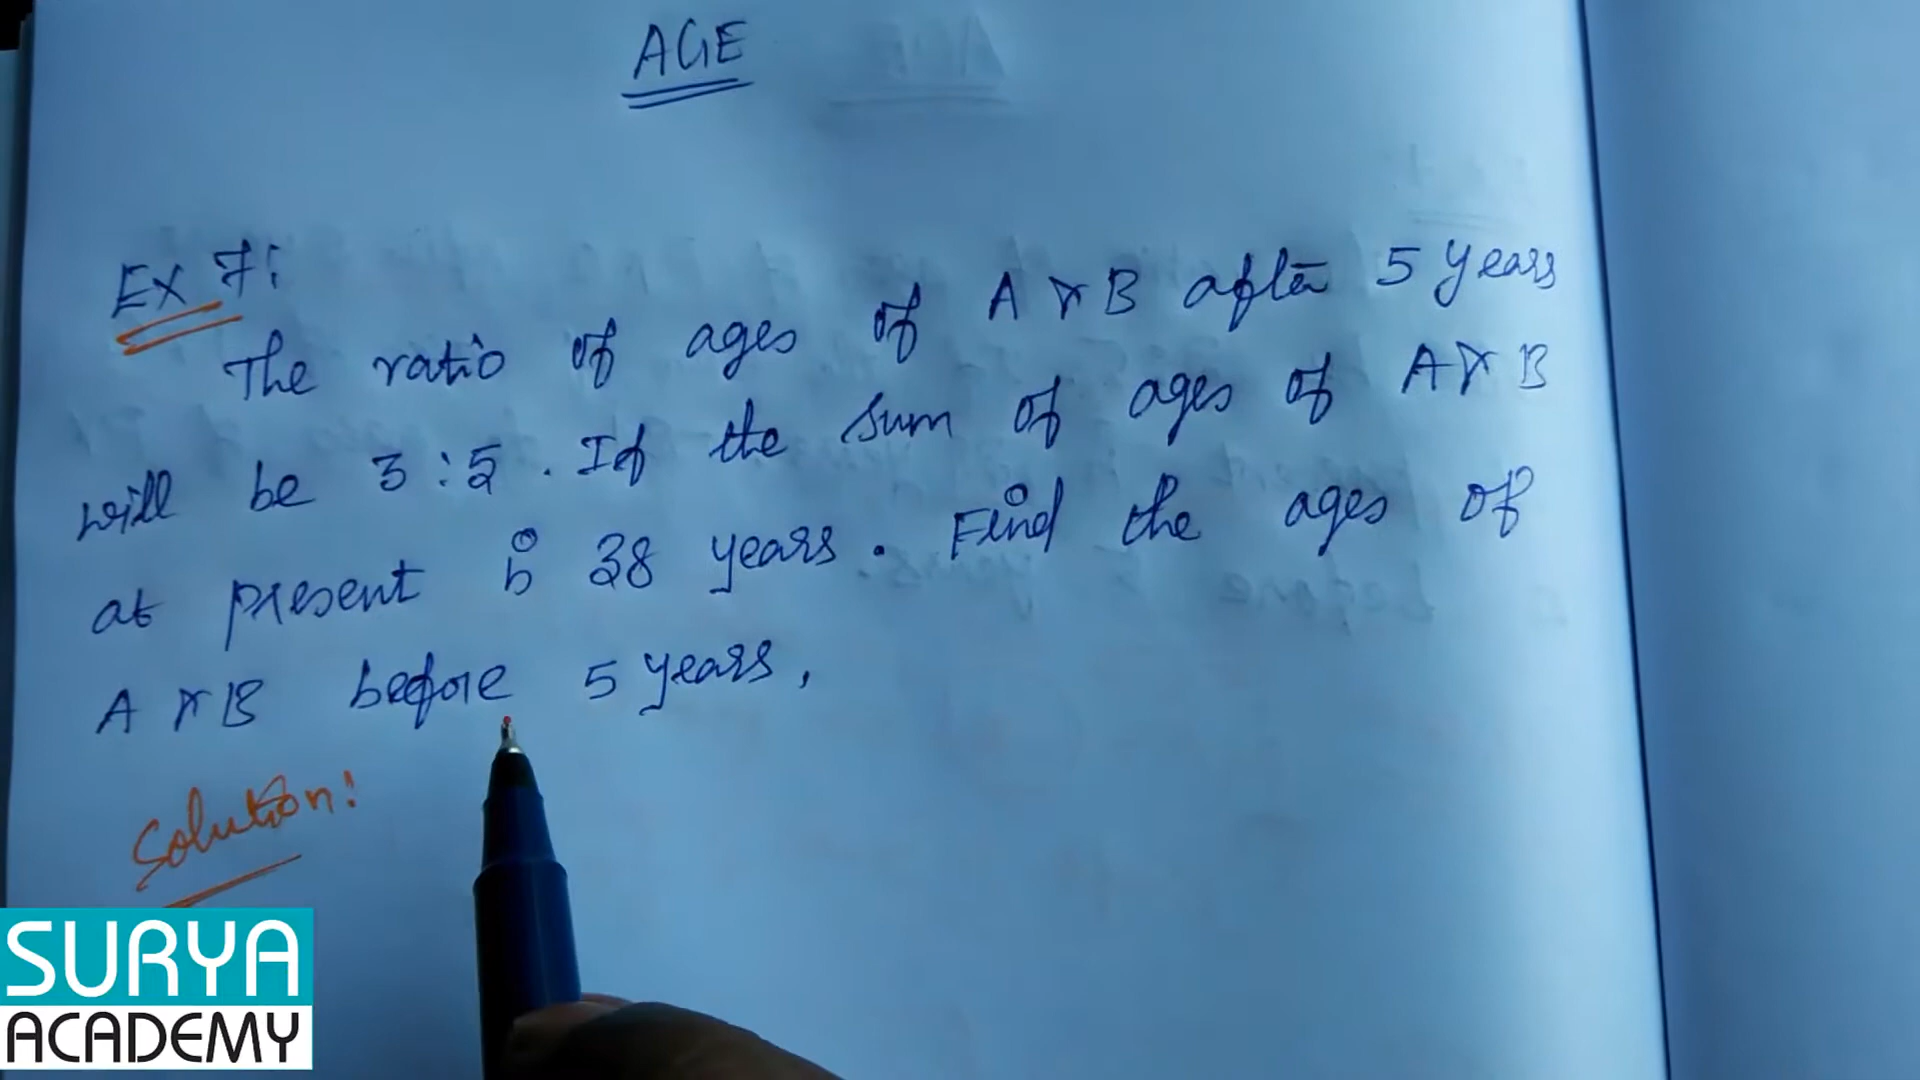 AGE
EX 7:
The ratio of ages of A & B after 5 years
will be 3:5. If the sum of ages of A & B
at present is 38 years. Find the ages of
A & B before 5 years,
Solution:
SURYA
ACADEMY